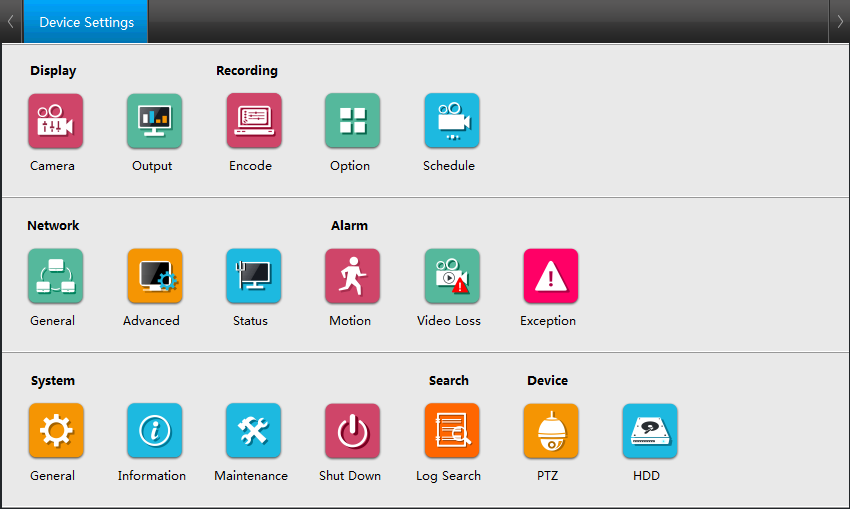 Device Settings
Display Recording
Camera Output Encode Option Schedule
Network Alarm
General Advanced Status Motion Video Loss Exception
System Search Device
General Information Maintenance Shut Down Log Search PTZ HDD